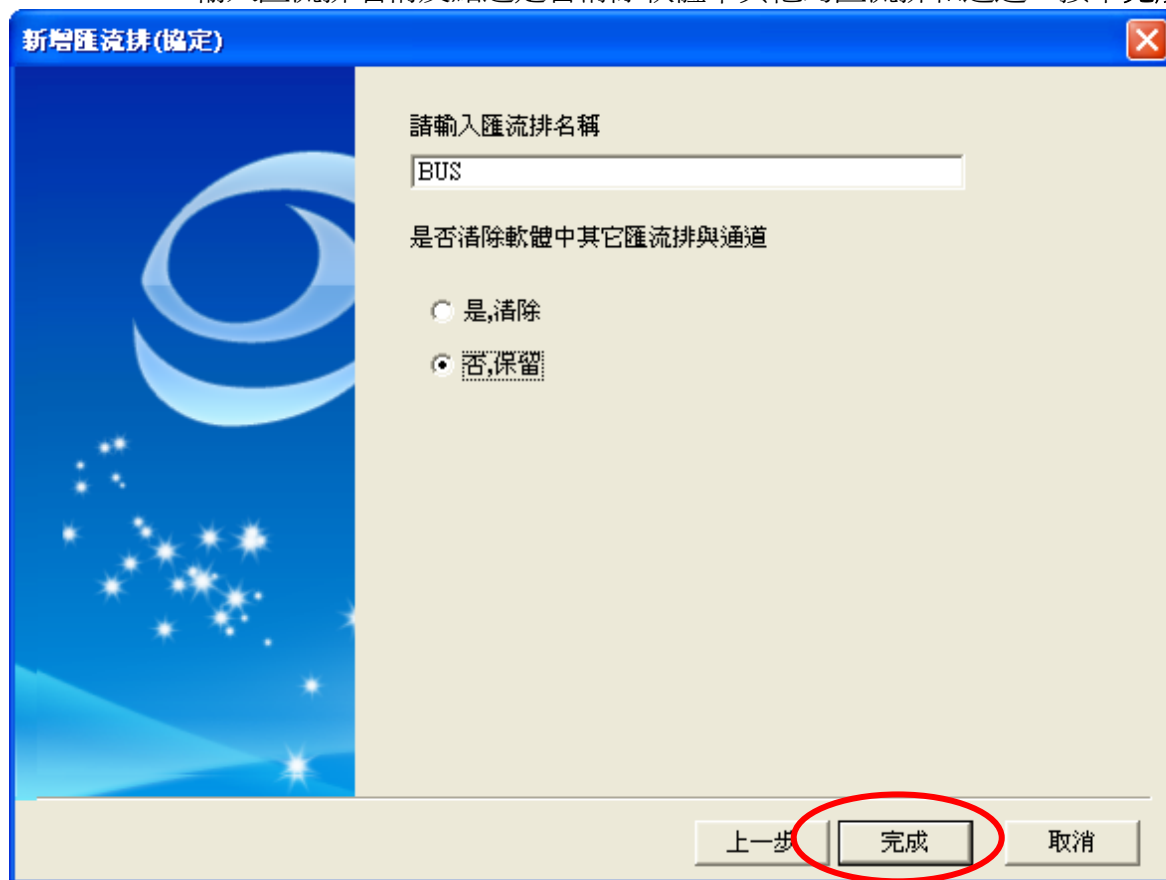 新增匯流排(協定)
請輸入匯流排名稱
BUS
是否清除軟體中其它匯流排與通道
是,清除
否,保留
上一步
完成
取消